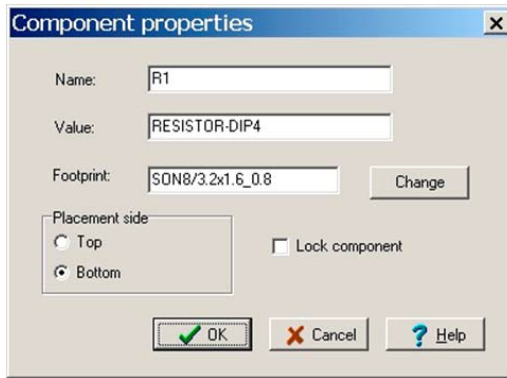 Component properties
Name:
R1
Value:
RESISTOR-DIP4
Footprint:
SON8/3.2x1.6_0.8
Change
Placement side
Top
Lock component
Bottom
OK
Cancel
Help